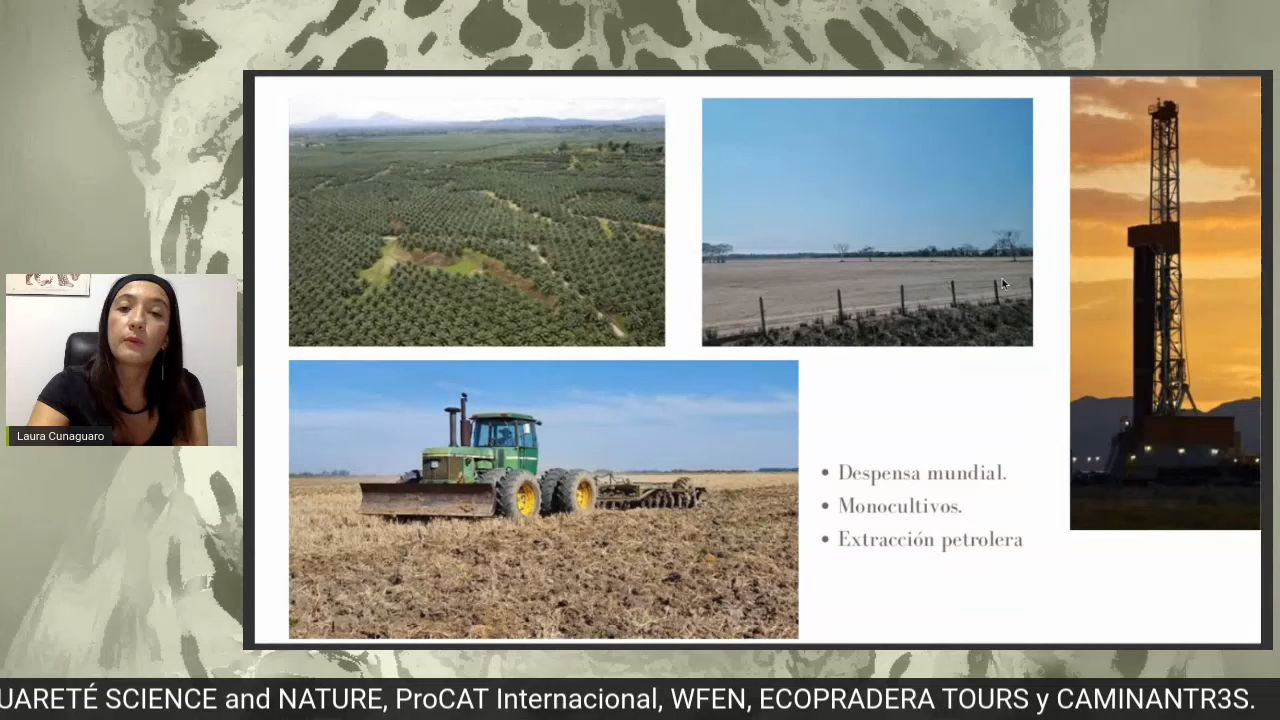 Despensa mundial.
Monocultivos.
Extracción petrolera
Laura Cunaguaro
UARETÉ SCIENCE and NATURE, ProCAT Internacional, WFEN, ECOPRADERA TOURS y CAMINANTR3S.